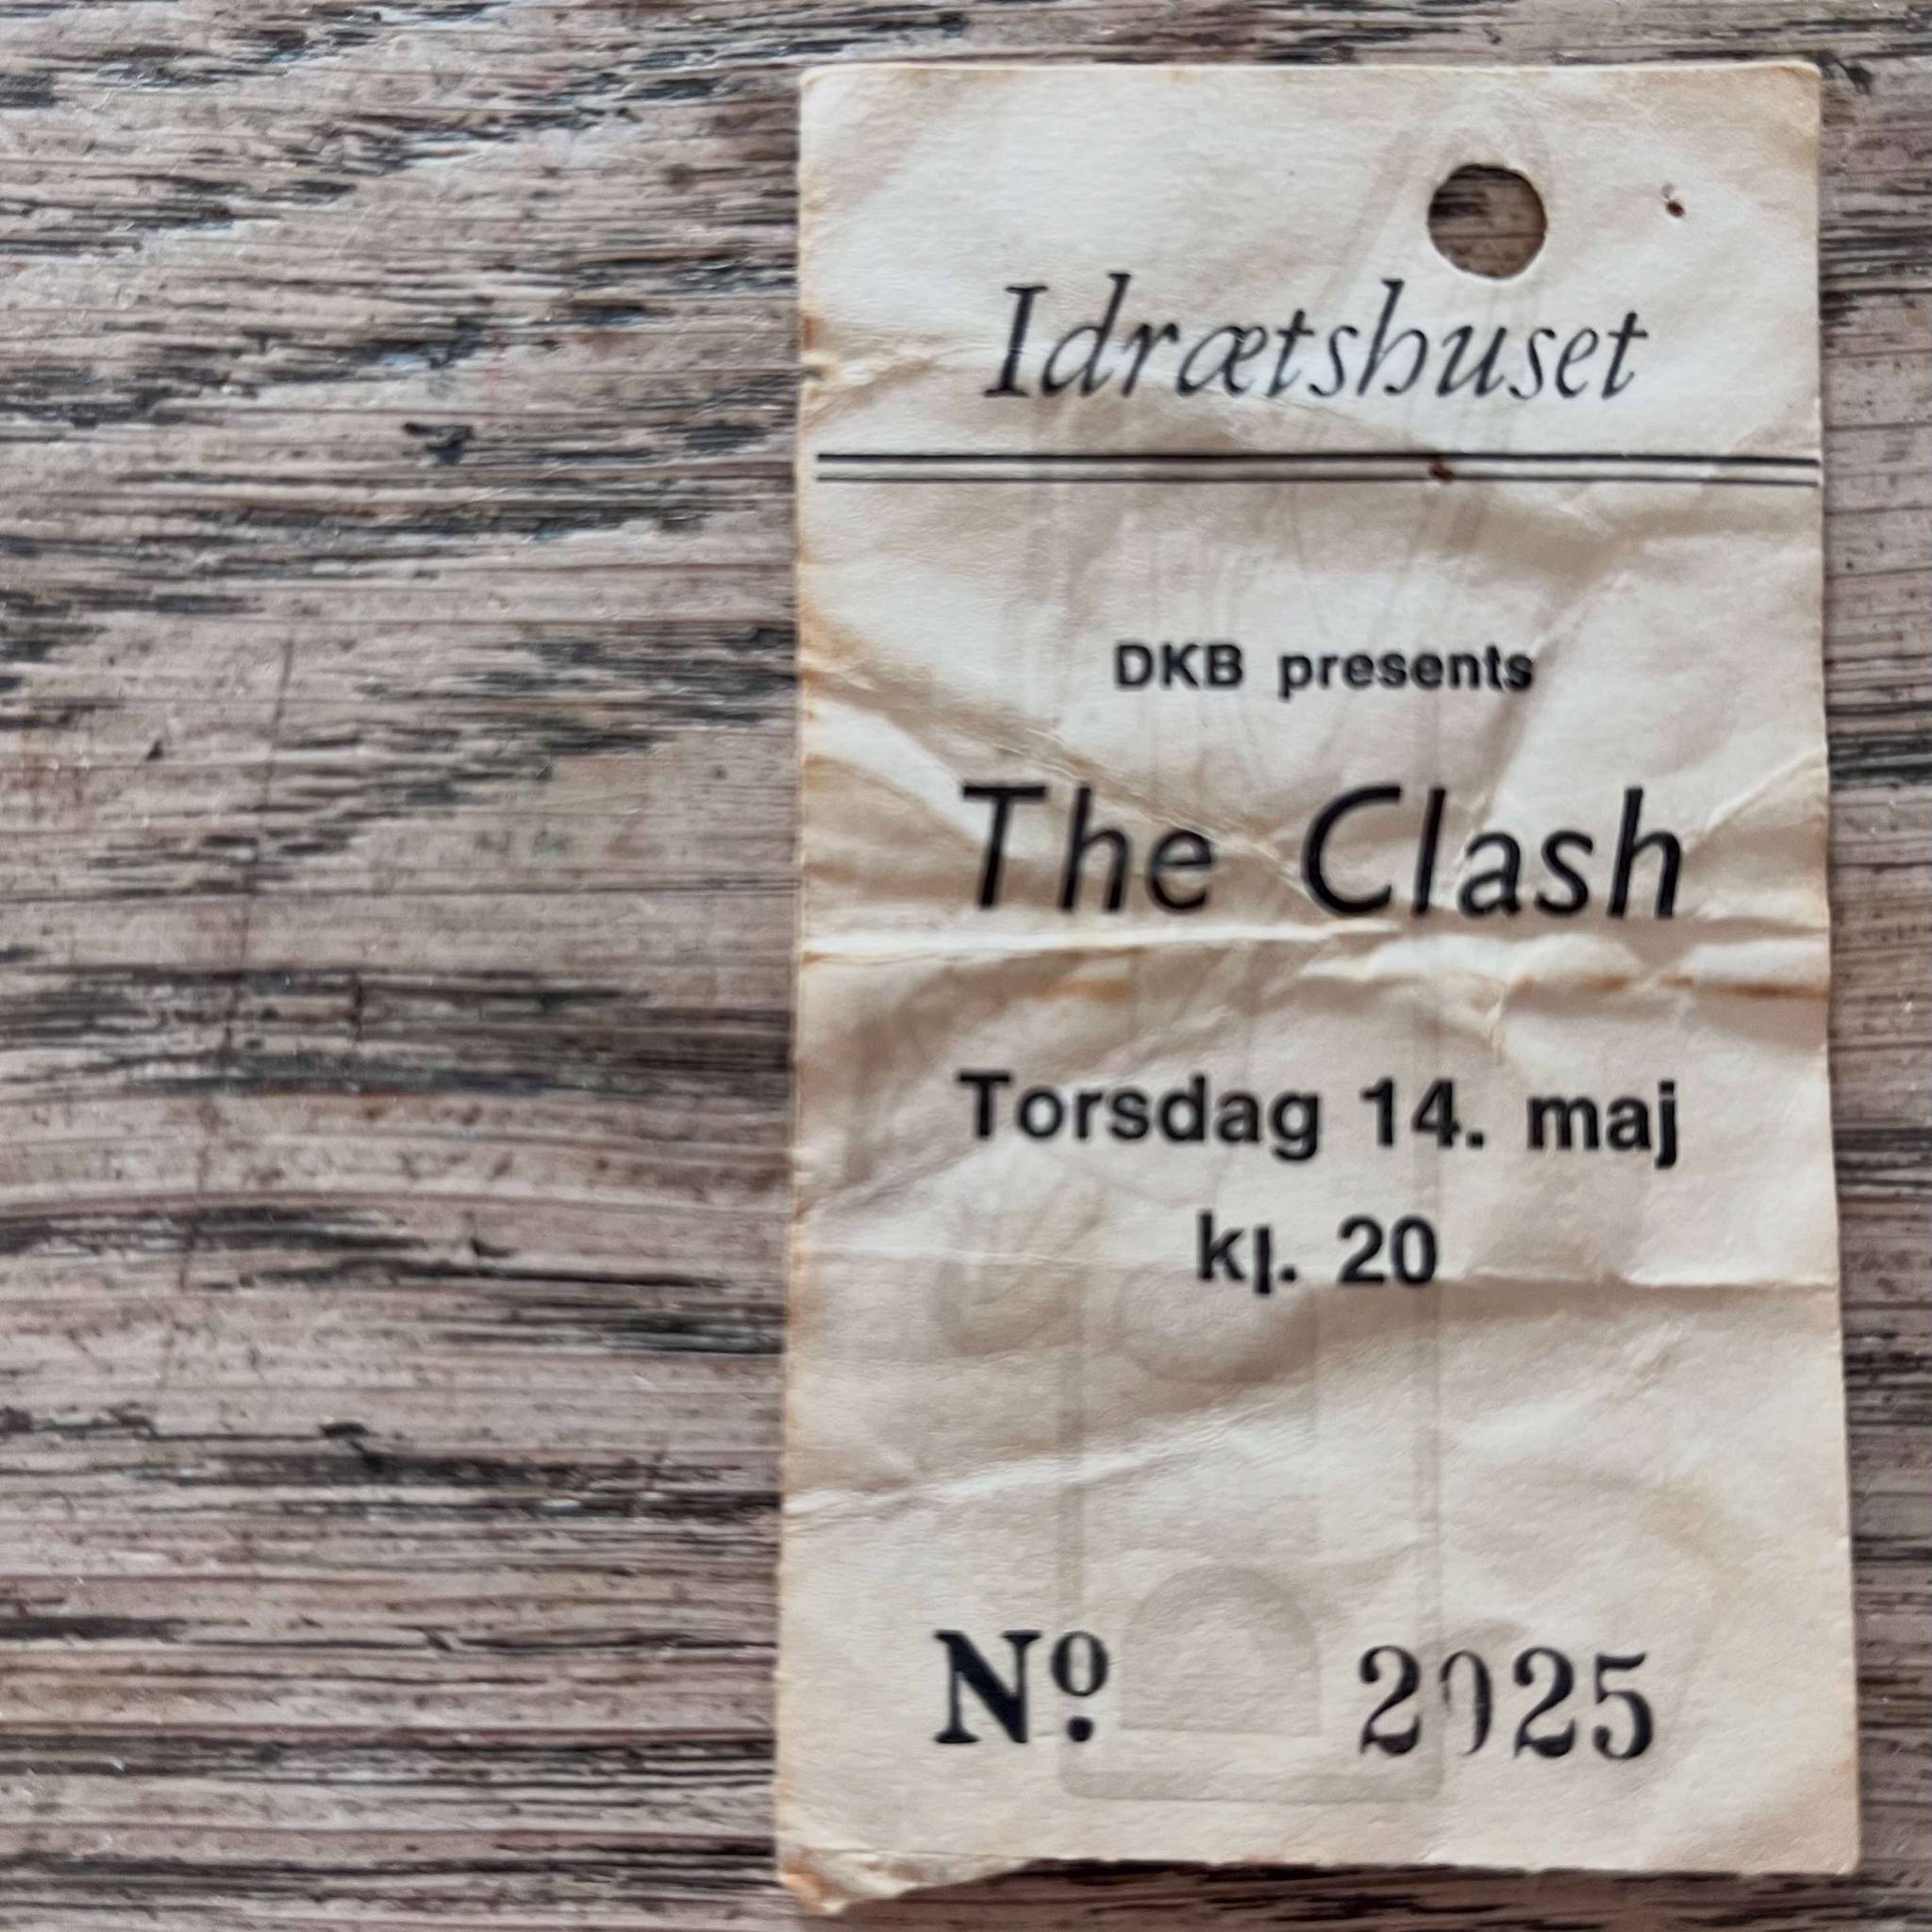 Idrætshuset
DKB presents
The Clash
Torsdag 14. maj
kl. 20
Nº. 2025